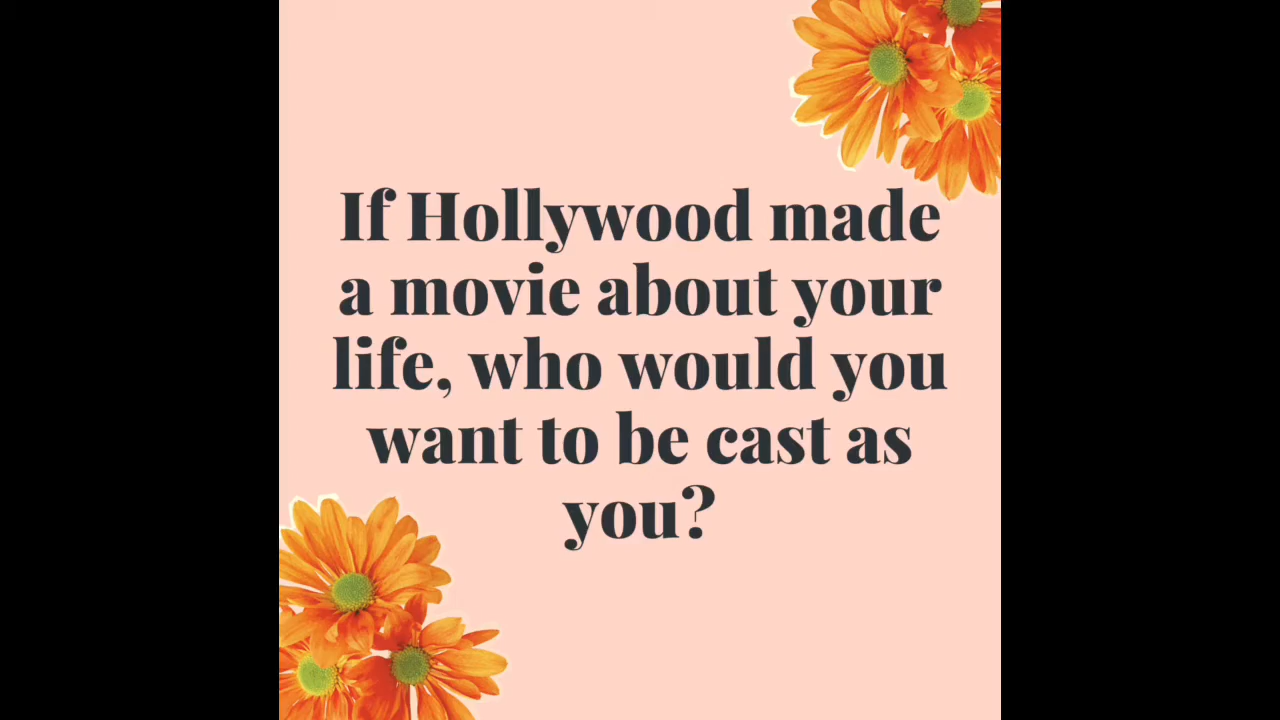 If Hollywood made
a movie about your
life, who would you
want to be cast as
you?